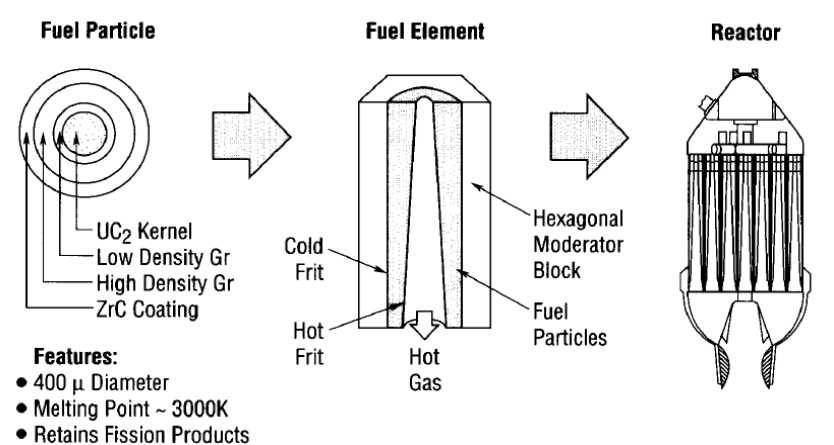 Fuel Particle
UC2 Kernel
Low Density Gr
High Density Gr
ZrC Coating
Features:
• 400 μ Diameter
• Melting Point ~ 3000K
• Retains Fission Products
Fuel Element
Cold
Frit
Hot
Frit
Hot
Gas
Hexagonal
Moderator
Block
Fuel
Particles
Reactor